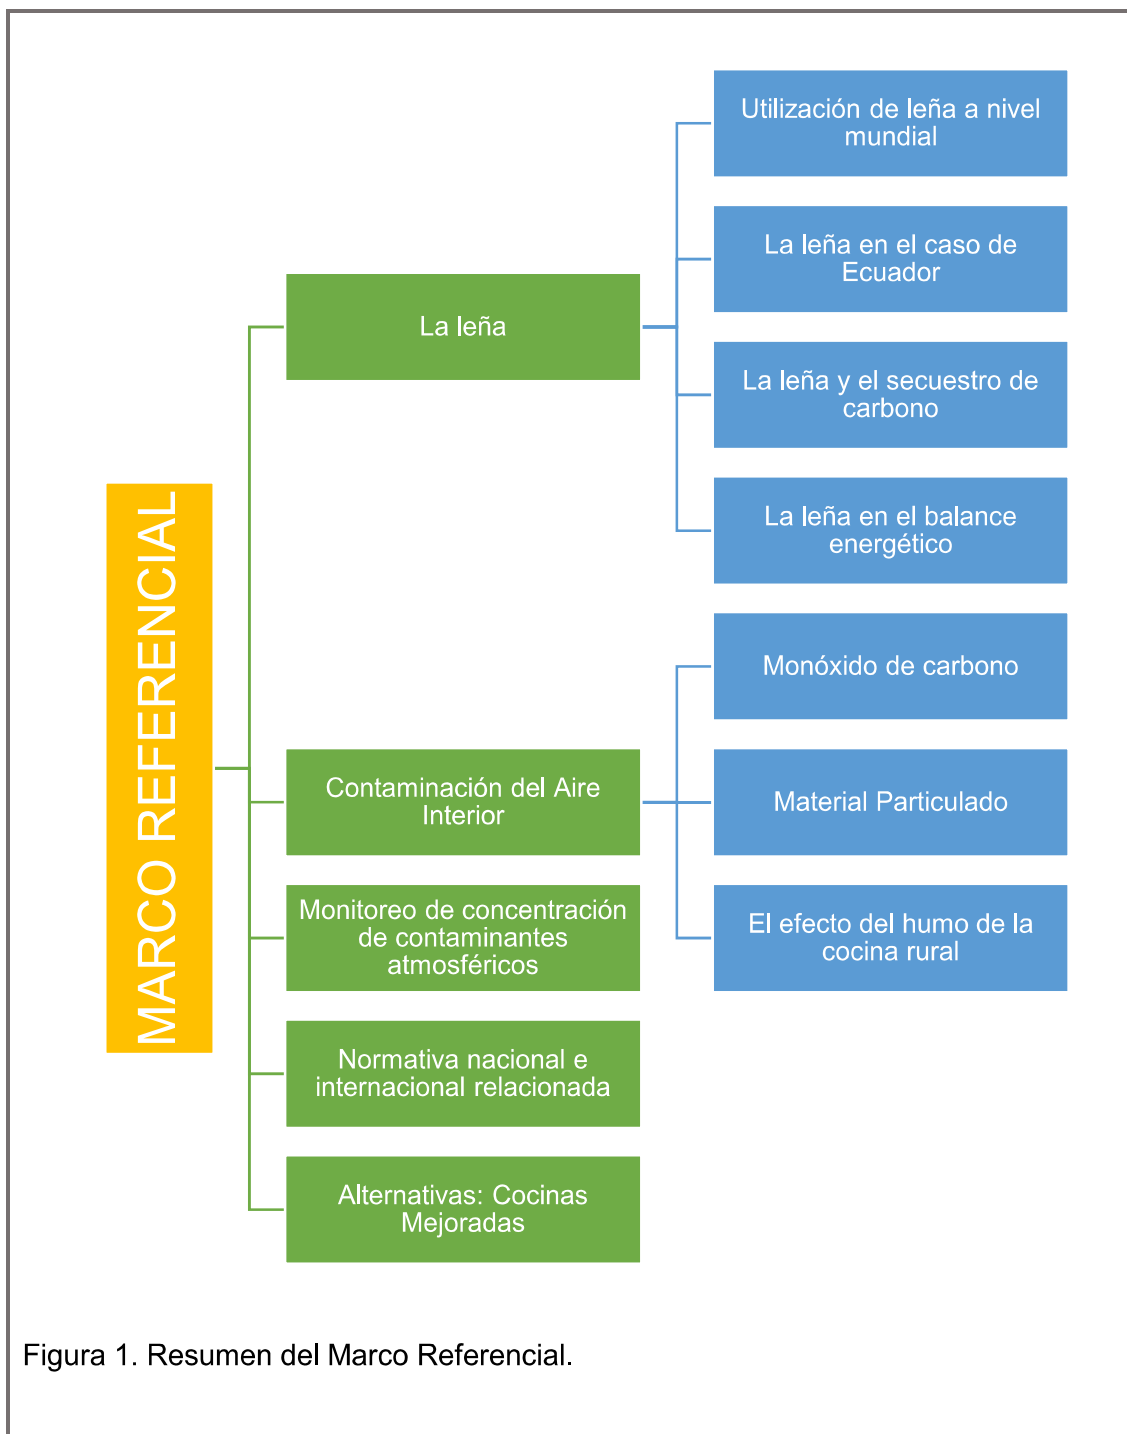 MARCO REFERENCIAL
La leña
Utilización de leña a nivel
mundial
La leña en el caso de
Ecuador
La leña y el secuestro de
carbono
La leña en el balance
energético
Contaminación del Aire
Interior
Monóxido de carbono
Material Particulado
El efecto del humo de la
cocina rural
Monitoreo de concentración
de contaminantes
atmosféricos
Normativa nacional e
internacional relacionada
Alternativas: Cocinas
Mejoradas
Figura 1. Resumen del Marco Referencial.